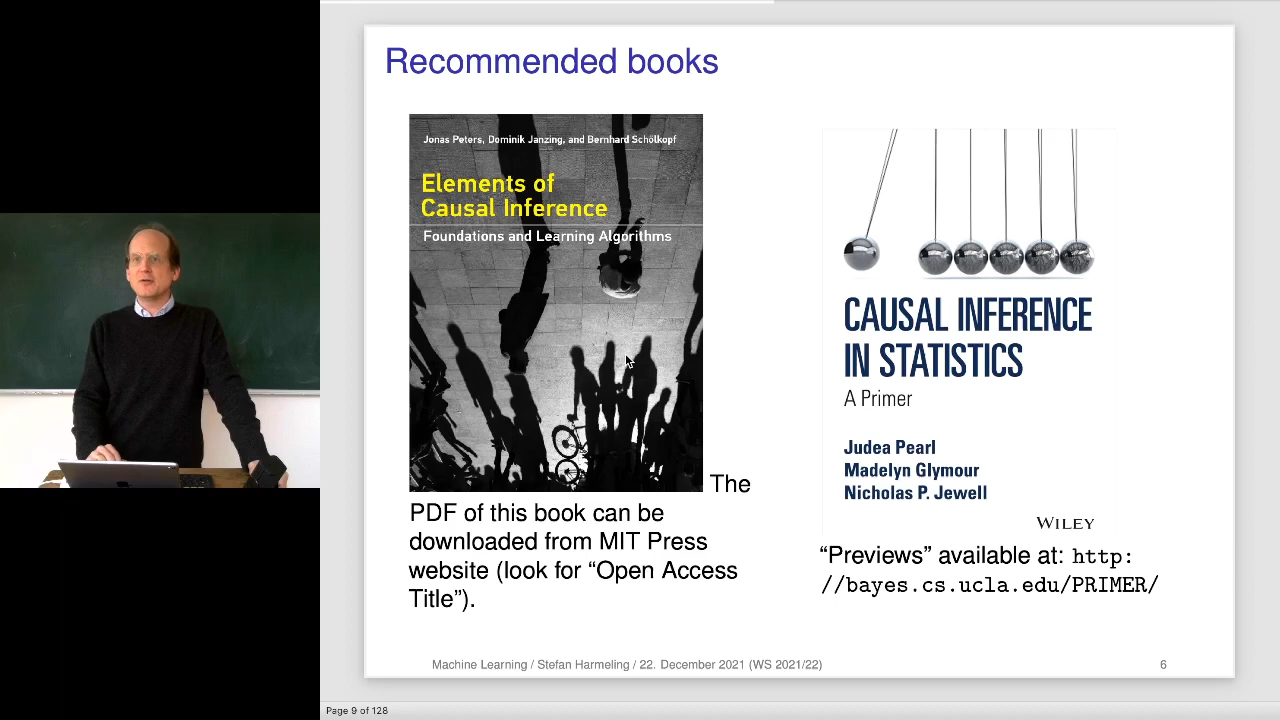 Recommended books
Jonas Peters, Dominik Janzing, and Bernhard Schölkopf
Elements of
Causal Inference
Foundations and Learning Algorithms
The
PDF of this book can be
downloaded from MIT Press
website (look for “Open Access
Title”).
CAUSAL INFERENCE
IN STATISTICS
A Primer
Judea Pearl
Madelyn Glymour
Nicholas P. Jewell
WILEY
“Previews” available at: http:
//bayes.cs.ucla.edu/PRIMER/
Machine Learning / Stefan Harmeling / 22. December 2021 (WS 2021/22)
6
Page 9 of 128